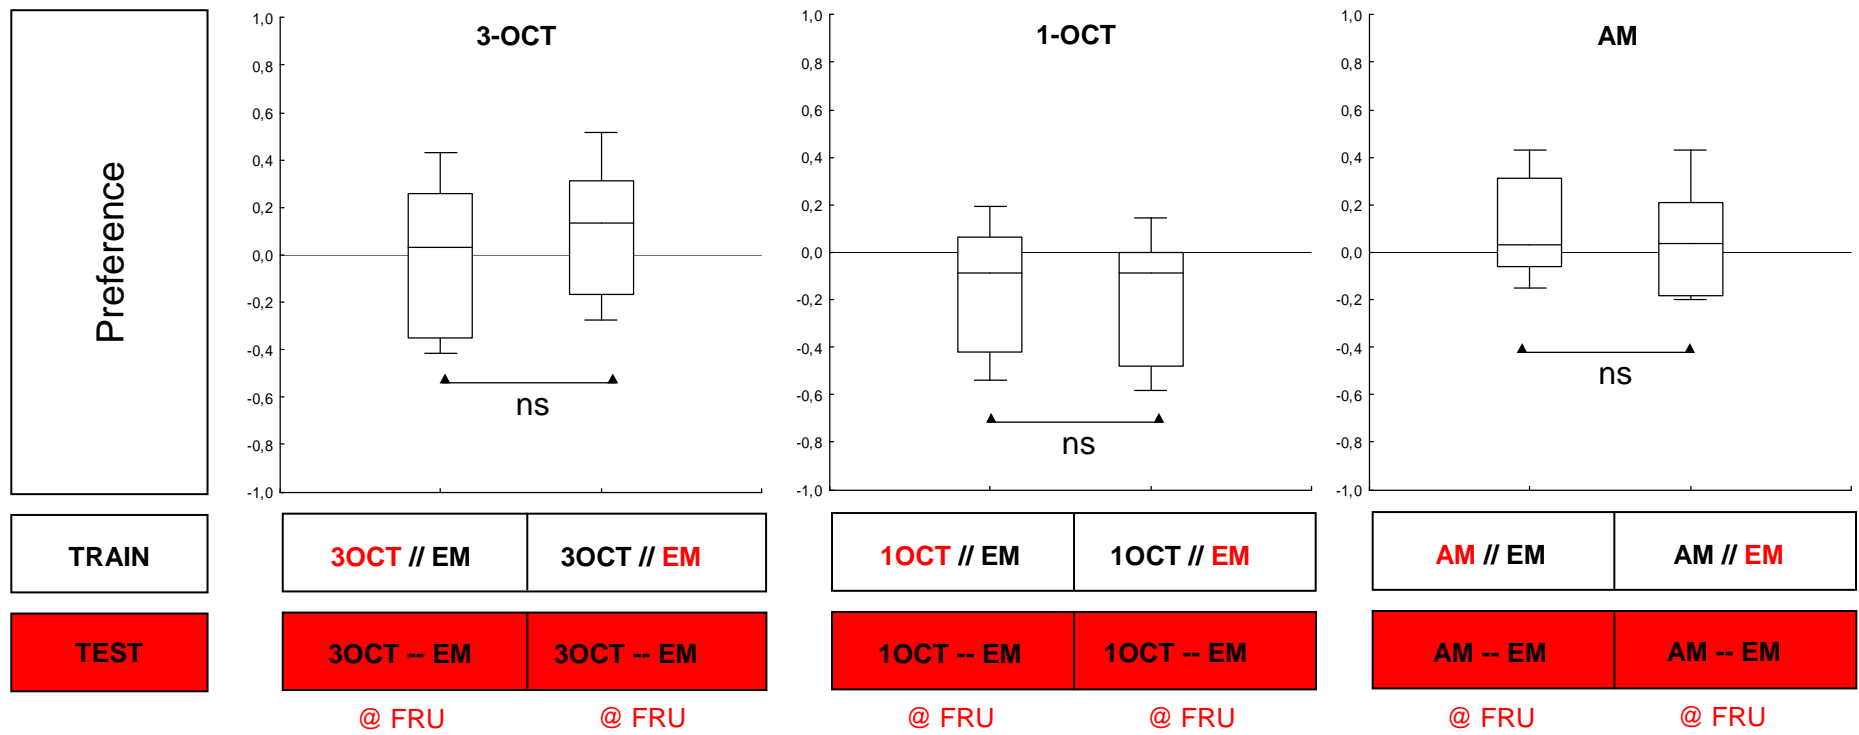 Preference
3-OCT
1,0
0,8
0,6
0,4
0,2
0,0
-0,2
-0,4
-0,6
-0,8
-1,0
ns
1-OCT
1,0
0,8
0,6
0,4
0,2
0,0
-0,2
-0,4
-0,6
-0,8
-1,0
ns
AM
1,0
0,8
0,6
0,4
0,2
0,0
-0,2
-0,4
-0,6
-0,8
-1,0
ns
TRAIN
3OCT // EM
3OCT // EM
1OCT // EM
1OCT // EM
AM // EM
AM // EM
TEST
3OCT -- EM
3OCT -- EM
1OCT -- EM
1OCT -- EM
AM -- EM
AM -- EM
@ FRU
@ FRU
@ FRU
@ FRU
@ FRU
@ FRU